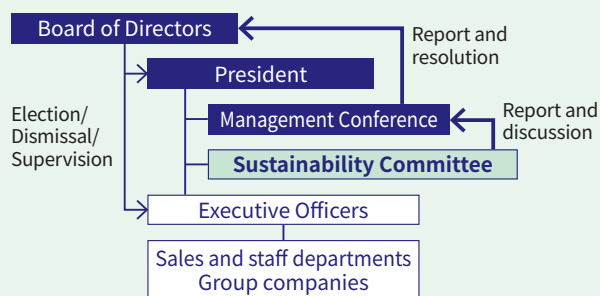 Board of Directors
Report and
resolution
President
Election/
Dismissal/
Supervision
Management Conference
Report and
discussion
Sustainability Committee
Executive Officers
Sales and staff departments
Group companies